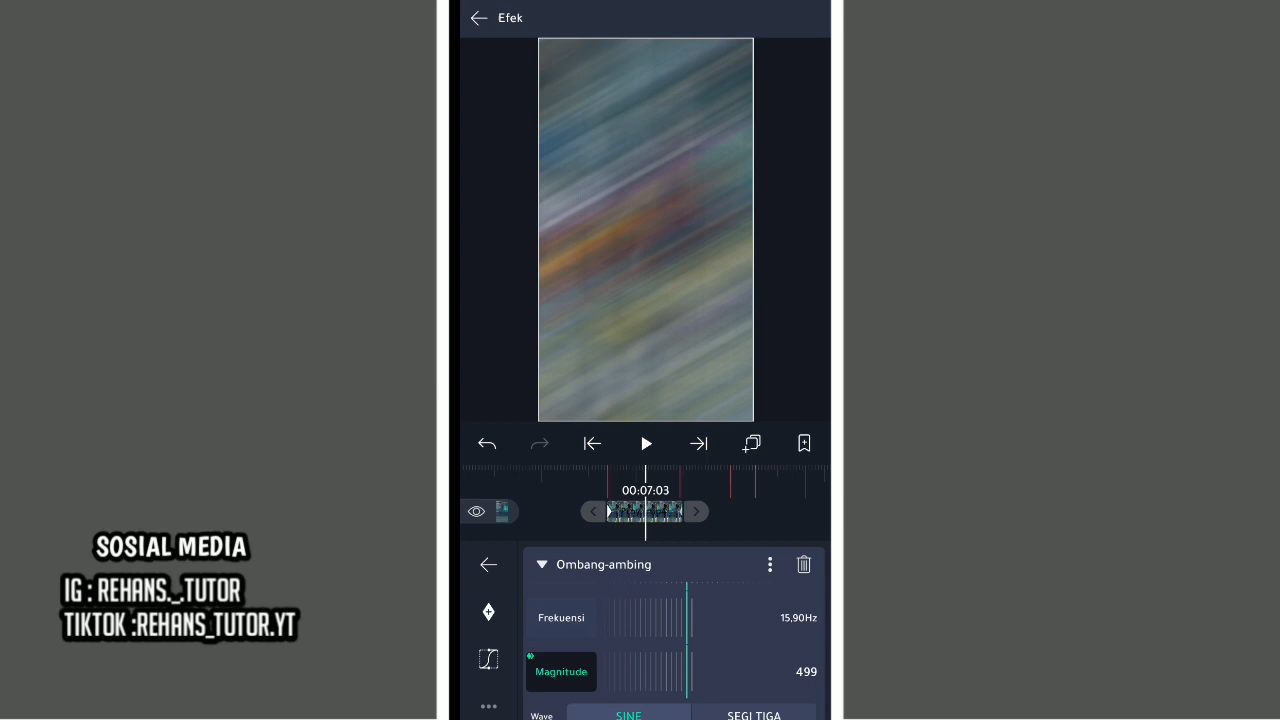 Efek
00:07:03
Ombang-ambing
Frekuensi
15,90Hz
Magnitude
499
Wave
SINE
SEGI TIGA
SOSIAL MEDIA
IG : REHANS._.TUTOR
TIKTOK :REHANS_TUTOR.YT